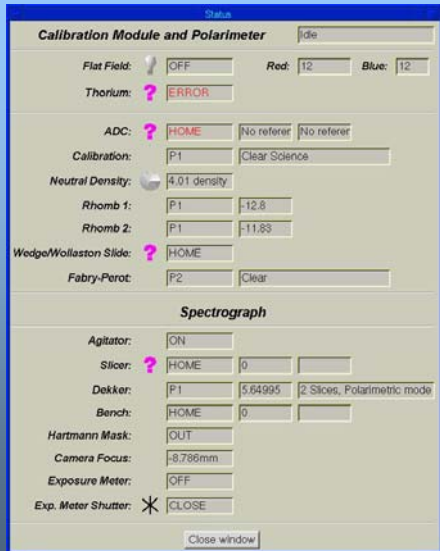 Status
Calibration Module and Polarimeter Idle
Flat Field: OFF Red: 12 Blue: 12
Thorium: ? ERROR
ADC: ? HOME No referer No referer
Calibration: P1 Clear Science
Neutral Density: 4.01 density
Rhomb 1: P1 -12.8
Rhomb 2: P1 -11.83
Wedge/Wollaston Slide: ? HOME
Fabry-Perot: P2 Clear
Spectrograph
Agitator: ON
Slicer: ? HOME 0
Dekker: P1 5.64995 2 Slices, Polarimetric mode
Bench: HOME 0
Hartmann Mask: OUT
Camera Focus: -8.786mm
Exposure Meter: OFF
Exp. Meter Shutter: CLOSE
Close window